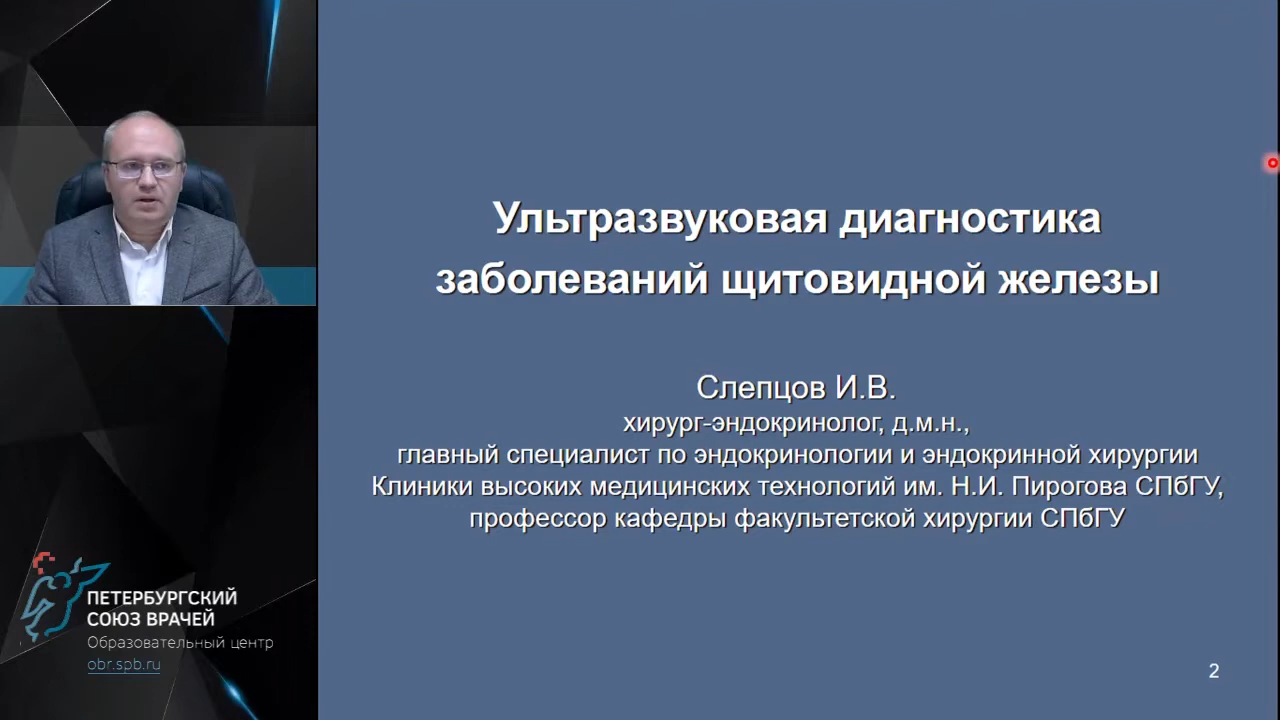 Ультразвуковая диагностика
заболеваний щитовидной железы
Слепцов И.В.
хирург-эндокринолог, д.м.н.,
главный специалист по эндокринологии и эндокринной хирургии
Клиники высоких медицинских технологий им. Н.И. Пирогова СПбГУ,
профессор кафедры факультетской хирургии СПбГУ
2
ПЕТЕРБУРГСКИЙ
СОЮЗ ВРАЧЕЙ
Образовательный центр
obr.spb.ru